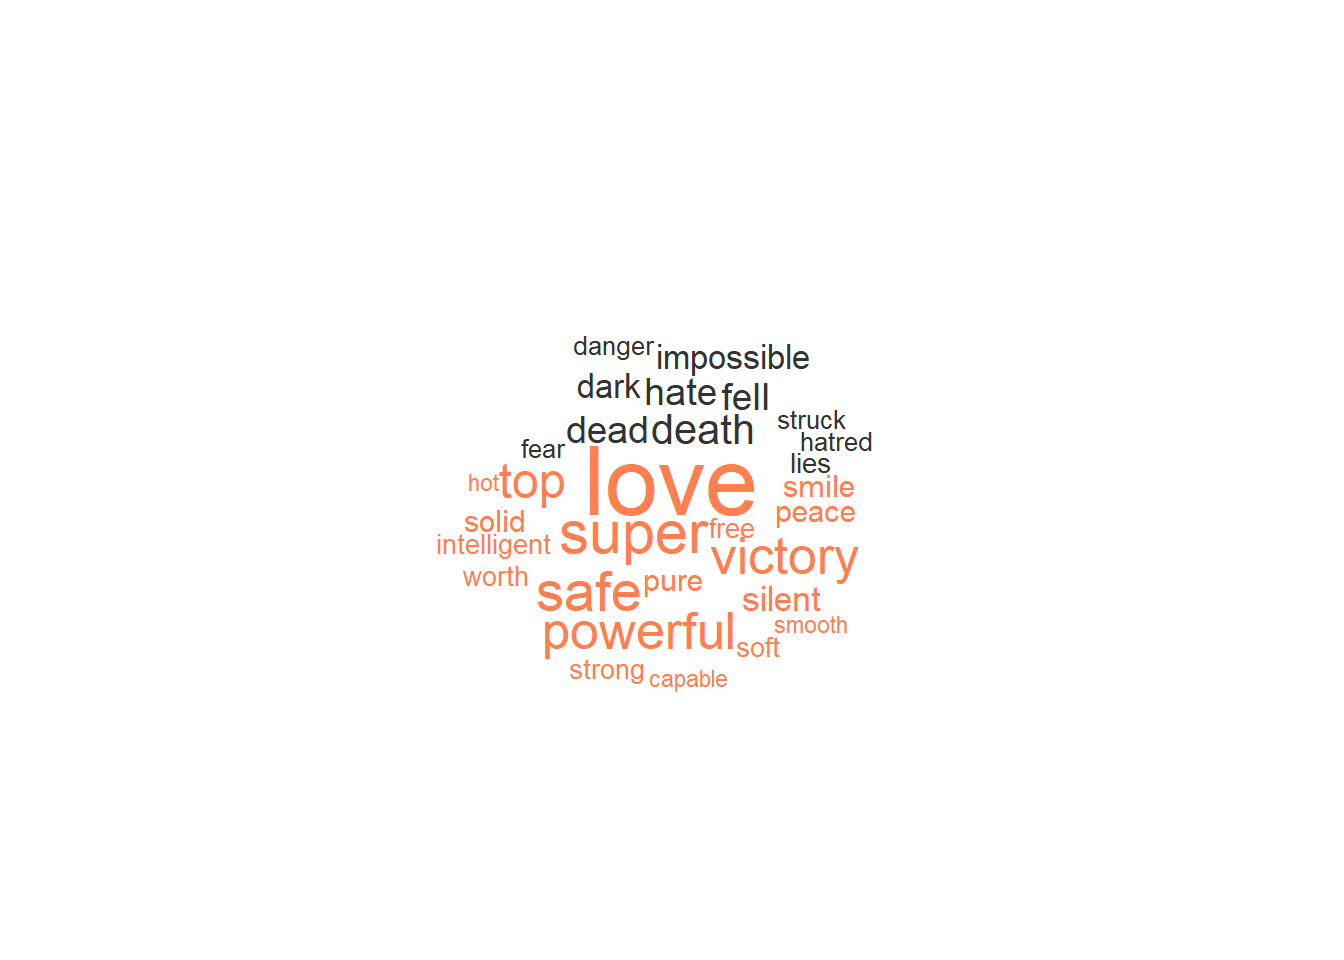 danger impossible
dark hate fell
struck
dead death
hatred
fear
lies
love
hot top
smile
peace
solid
super free
intelligent
victory
worth
safe pure
silent
smooth
powerful
soft
strong
capable